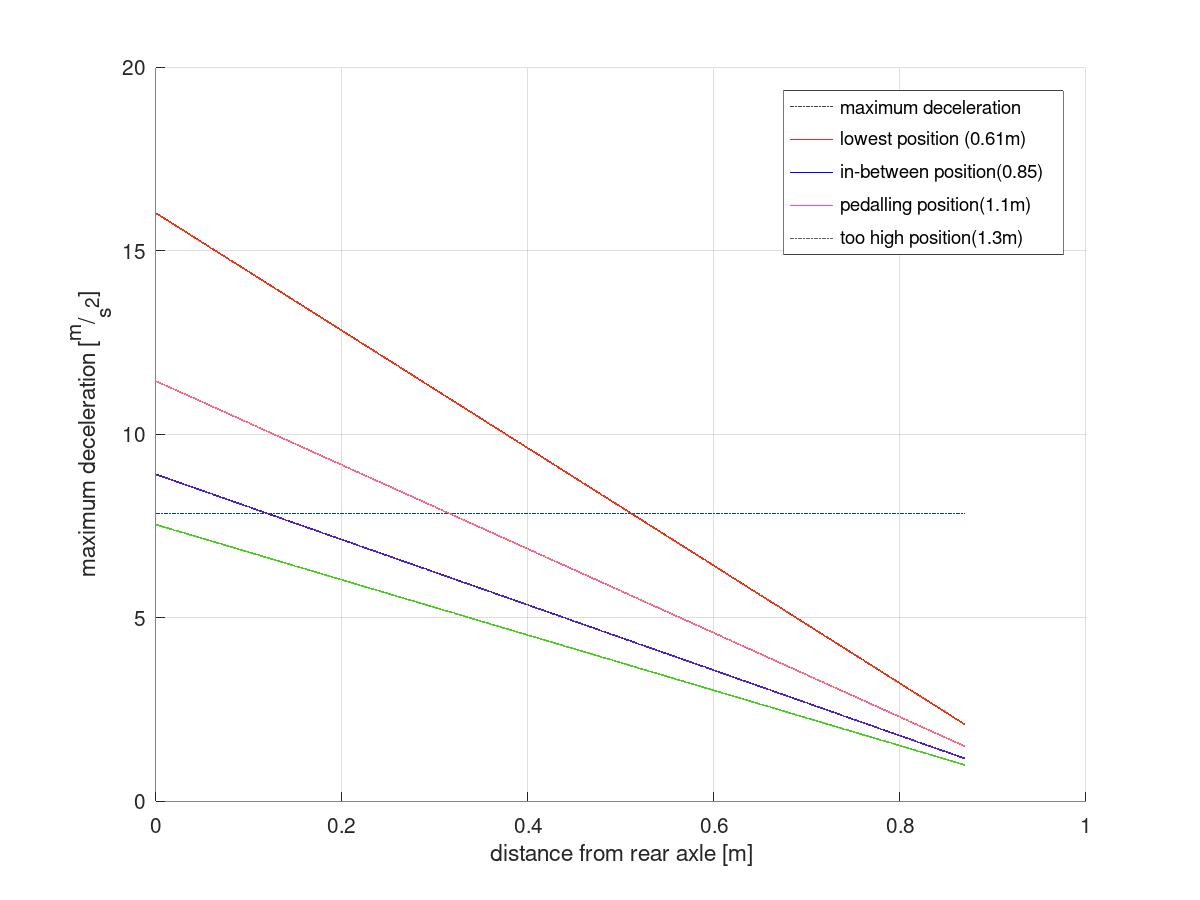 20
15
10
5
0
0
0.2
0.4
0.6
0.8
1
maximum deceleration [m/s2]
distance from rear axle [m]
maximum deceleration
lowest position (0.61m)
in-between position(0.85)
pedalling position(1.1m)
too high position(1.3m)